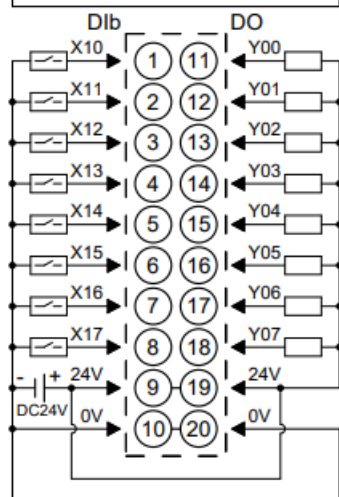 DIb DO
X10 1 11 Y00
X11 2 12 Y01
X12 3 13 Y02
X13 4 14 Y03
X14 5 15 Y04
X15 6 16 Y05
X16 7 17 Y06
X17 8 18 Y07
- + 24V 9 19 24V
DC24V 0V 10 20 0V